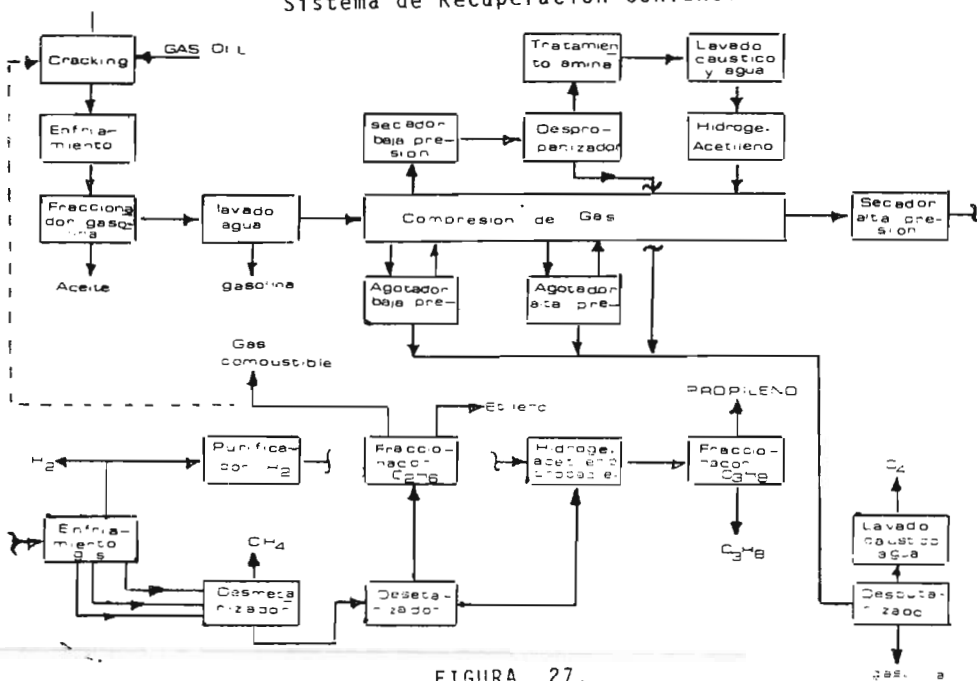 Sistema de Recuperación
GAS OIL
Cracking
Enfria-
miento
Fracciona
dor gaso-
Aceite
lavado
agua
gasolina
secador
baja pre-
sion
Despro-
panizador
Tratamien
to amina
Lavado
caustico
y agua
Hidroge.
Acetileno
Compresion de Gas
Secador
alta pre-
sion
Agotador
baja pre-
Agotador
alta pre-
Gas
combustible
Etileno
PROPILENO
H2
Purifica-
dor H2
Fraccio-
nador
C2H6
Hidroge.
Fraccio-
nador
C3H8
C3H8
C4
Enfria-
miento
CH4
Desmeta
nizador
Deseta-
nizador
Lavado
caustico
agua
Desbuta-
FIGURA 27.